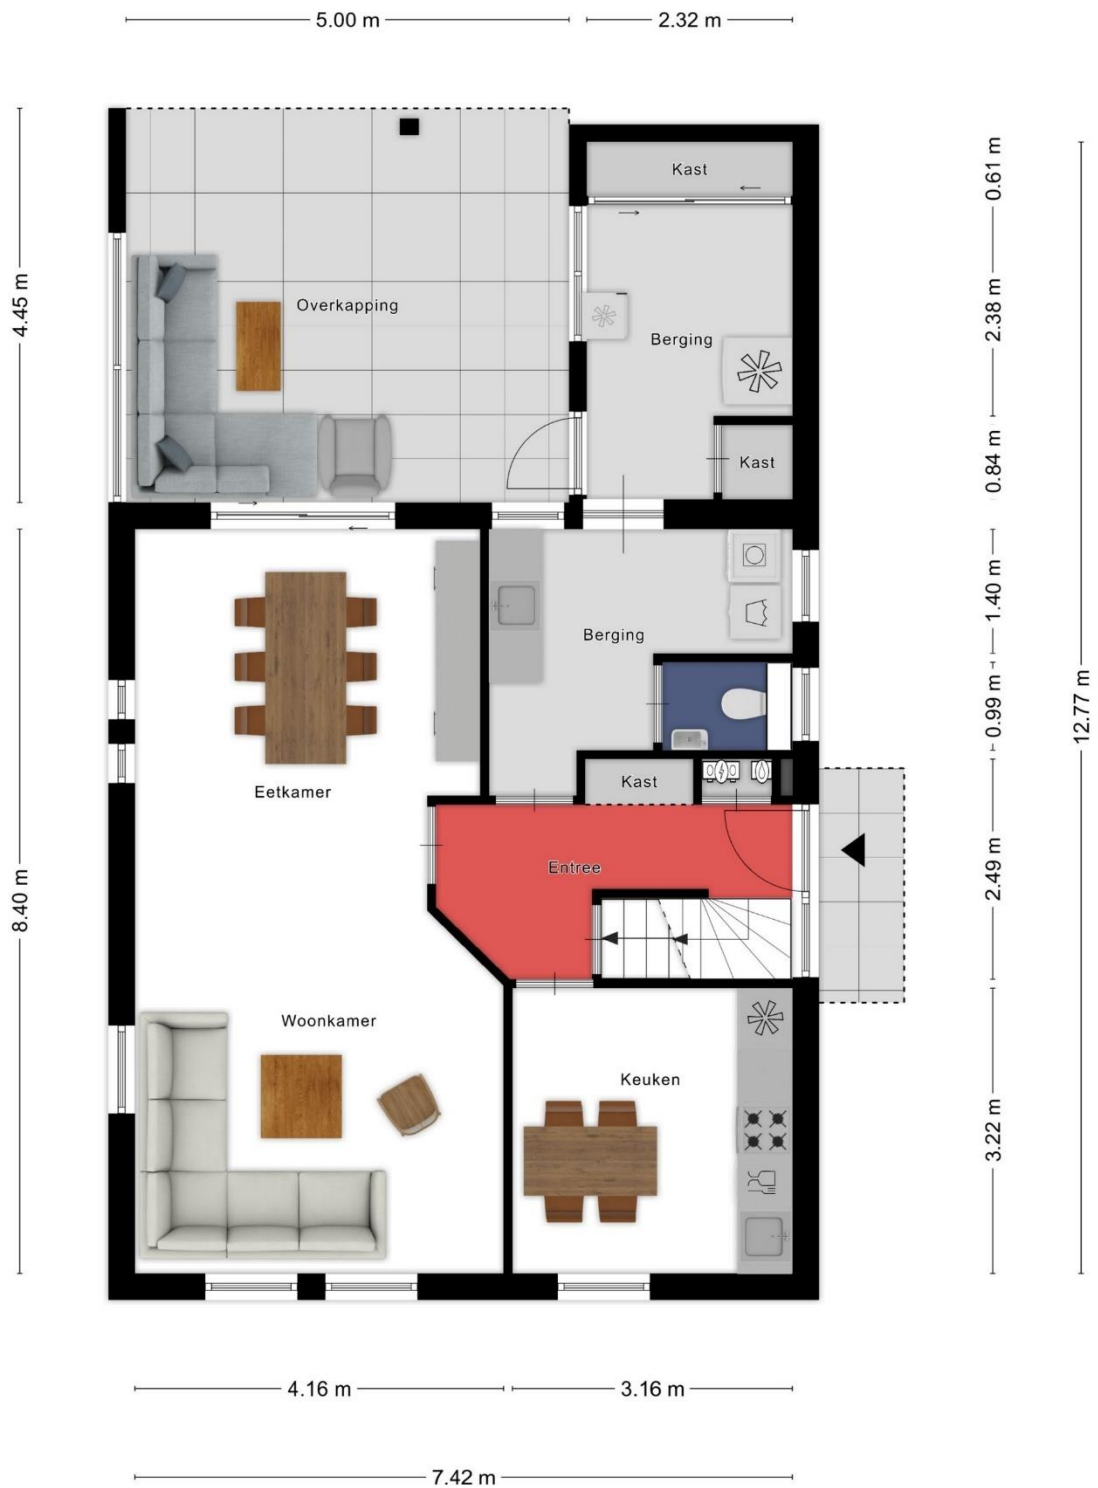 5.00 m
2.32 m
Kast
0.61 m
4.45 m
Overkapping
Berging
2.38 m
12.77 m
Kast
0.84 m
Berging
1.40 m
0.99 m
Kast
Eetkamer
Entree
8.40 m
2.49 m
Woonkamer
Keuken
3.22 m
4.16 m
3.16 m
7.42 m